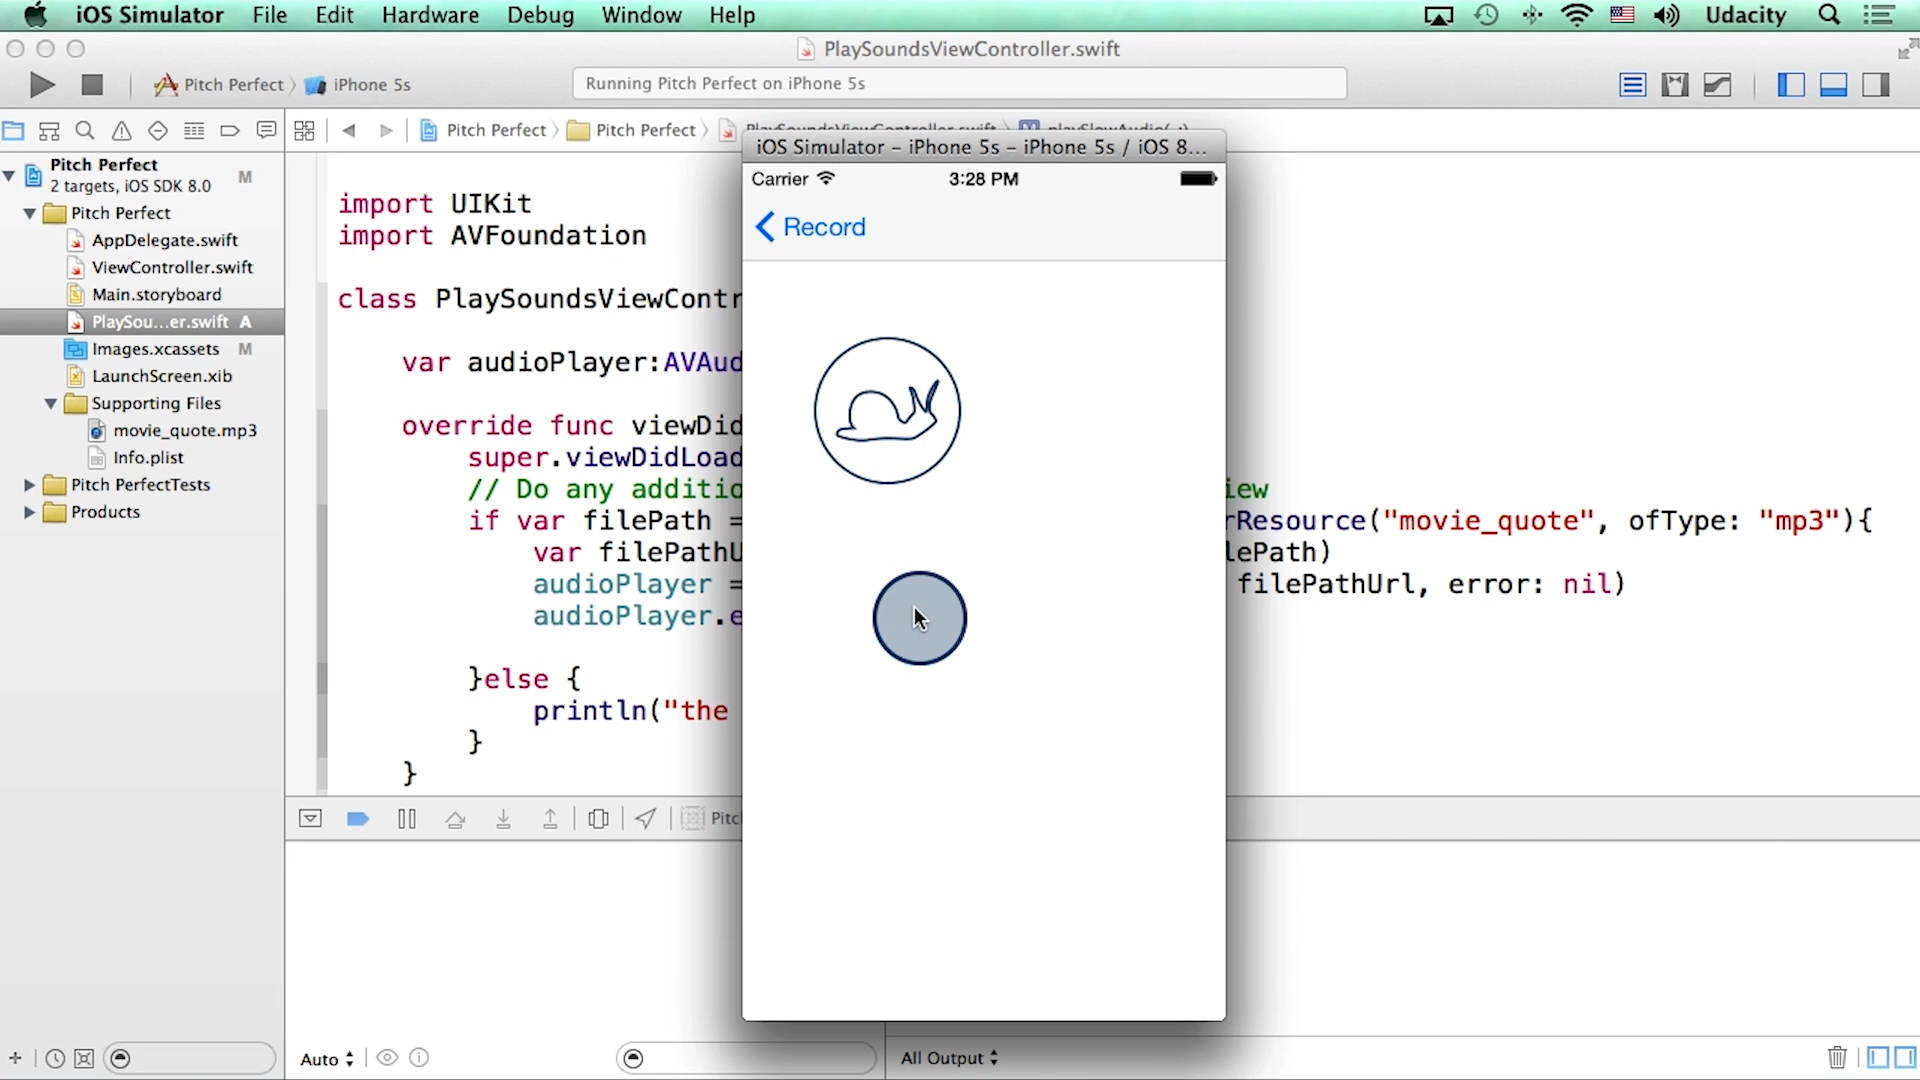 iOS Simulator File Edit Hardware Debug Window Help Udacity
PlaySoundsViewController.swift
Pitch Perfect iPhone 5s
Running Pitch Perfect on iPhone 5s
Pitch Perfect Pitch Perfect PlaySoundsViewController.swift
Pitch Perfect M
2 targets, iOS SDK 8.0
Pitch Perfect
AppDelegate.swift
ViewController.swift
Main.storyboard
PlaySou...er.swift A
Images.xcassets M
LaunchScreen.xib
Supporting Files
movie_quote.mp3
Info.plist
Pitch PerfectTests
Products
import UIKit
import AVFoundation
class PlaySoundsViewContr
var audioPlayer:AVAud
override func viewDid
super.viewDidLoad
// Do any additio iew
if var filePath = rResource("movie_quote", ofType: "mp3"){
var filePathU lePath)
audioPlayer = filePathUrl, error: nil)
audioPlayer.e
}else {
println("the
}
}
iOS Simulator – iPhone 5s – iPhone 5s / iOS 8...
Carrier 3:28 PM
Record
Pitc
Auto
All Output